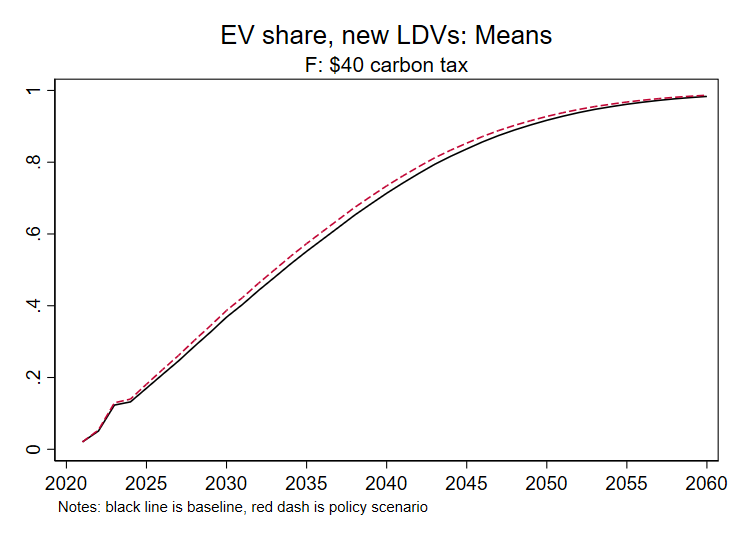 EV share, new LDVs: Means
F: $40 carbon tax
1
.8
.6
.4
.2
0
2020 2025 2030 2035 2040 2045 2050 2055 2060
Notes: black line is baseline, red dash is policy scenario